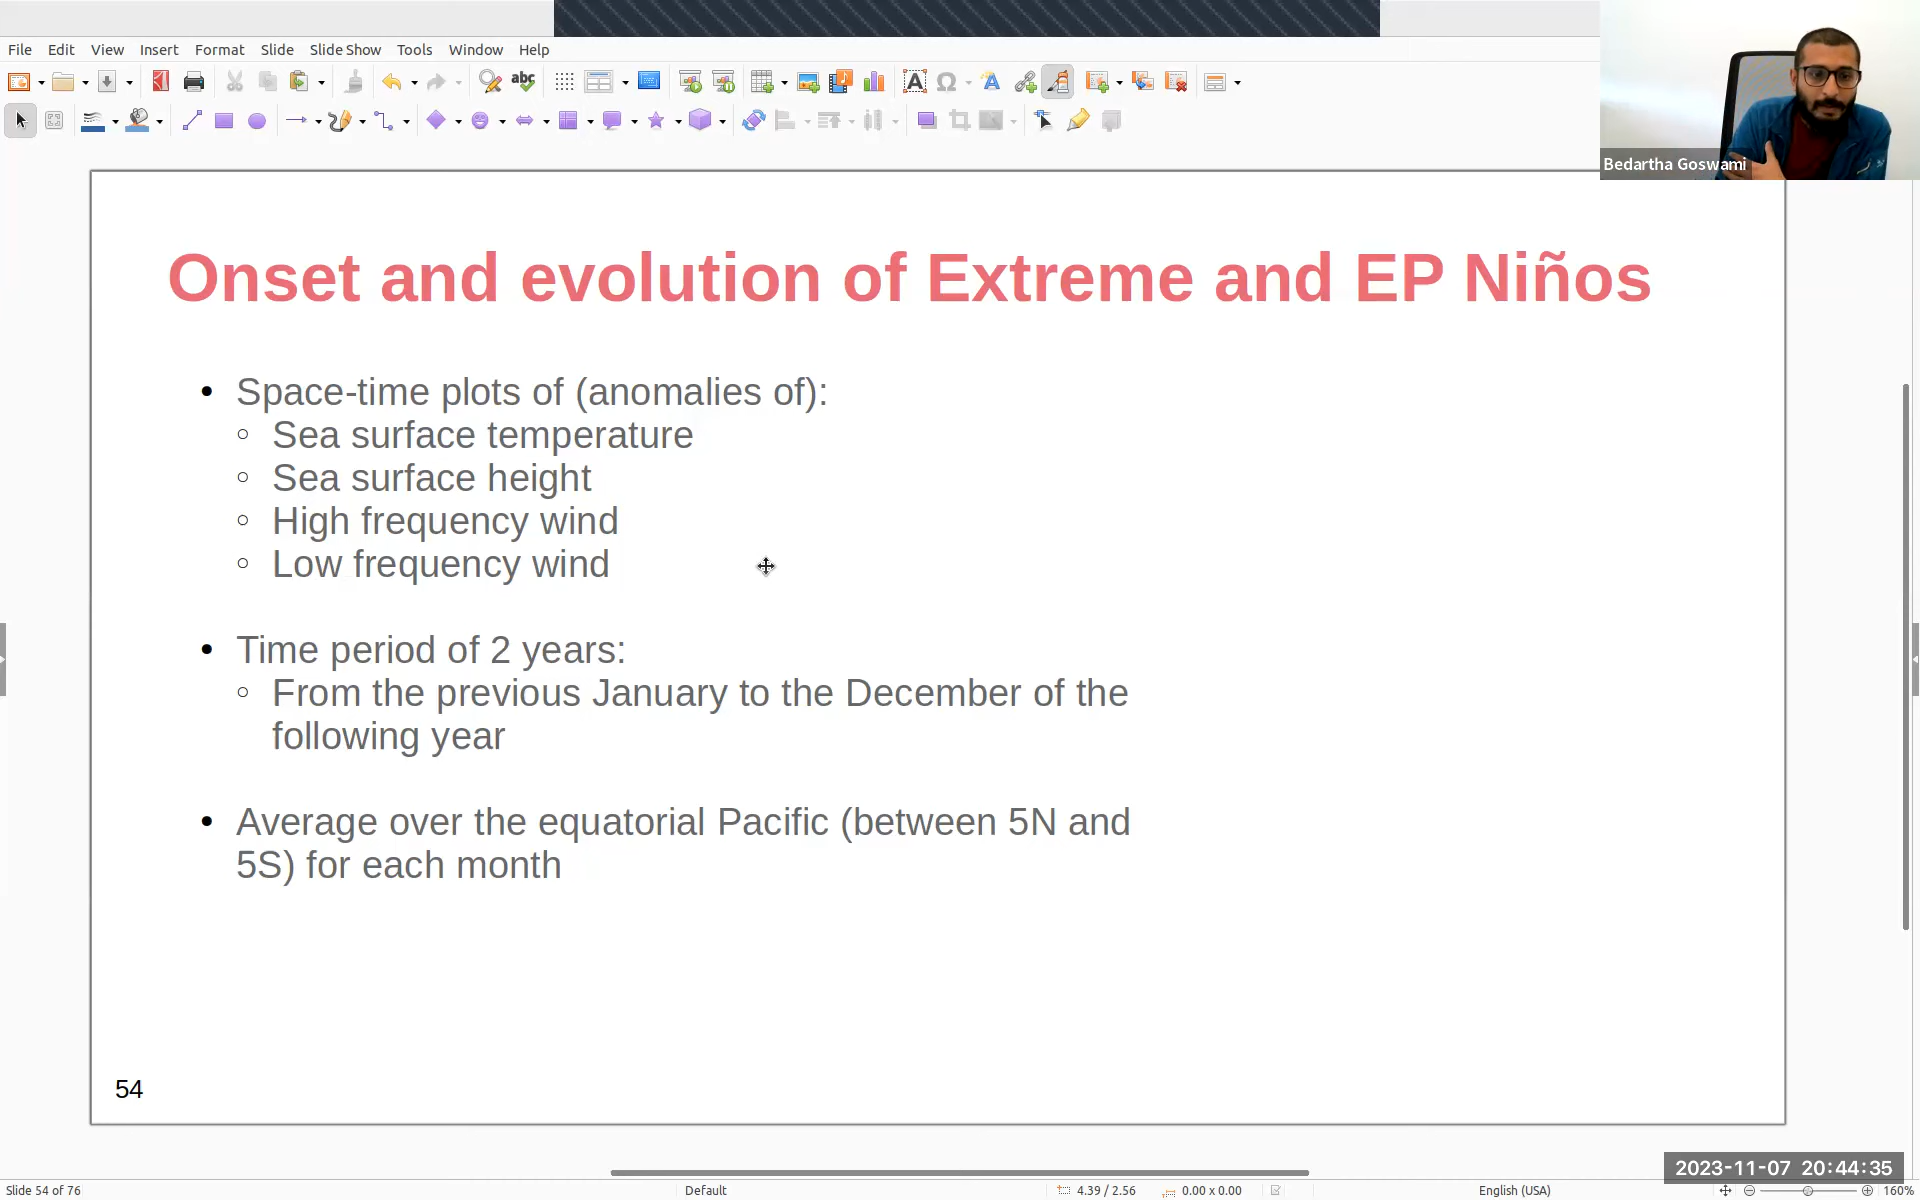 File Edit View Insert Format Slide Slide Show Tools Window Help
Bedartha Goswami
Onset and evolution of Extreme and EP Niños
• Space-time plots of (anomalies of):
○ Sea surface temperature
○ Sea surface height
○ High frequency wind
○ Low frequency wind
• Time period of 2 years:
○ From the previous January to the December of the
following year
• Average over the equatorial Pacific (between 5N and
5S) for each month
54
2023-11-07 20:44:35
Slide 54 of 76 Default 4.39 / 2.56 0.00 x 0.00 English (USA) 160%